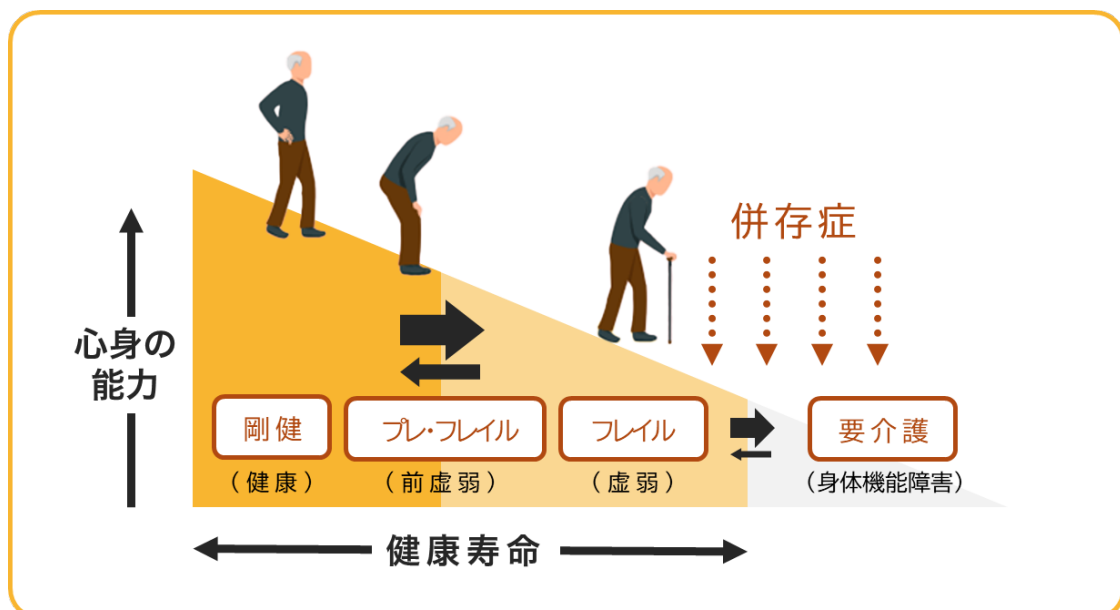 併存症
心身の
能力
剛健
プレ・フレイル
フレイル
要介護
(健康)
(前虚弱)
(虚弱)
(身体機能障害)
健康寿命